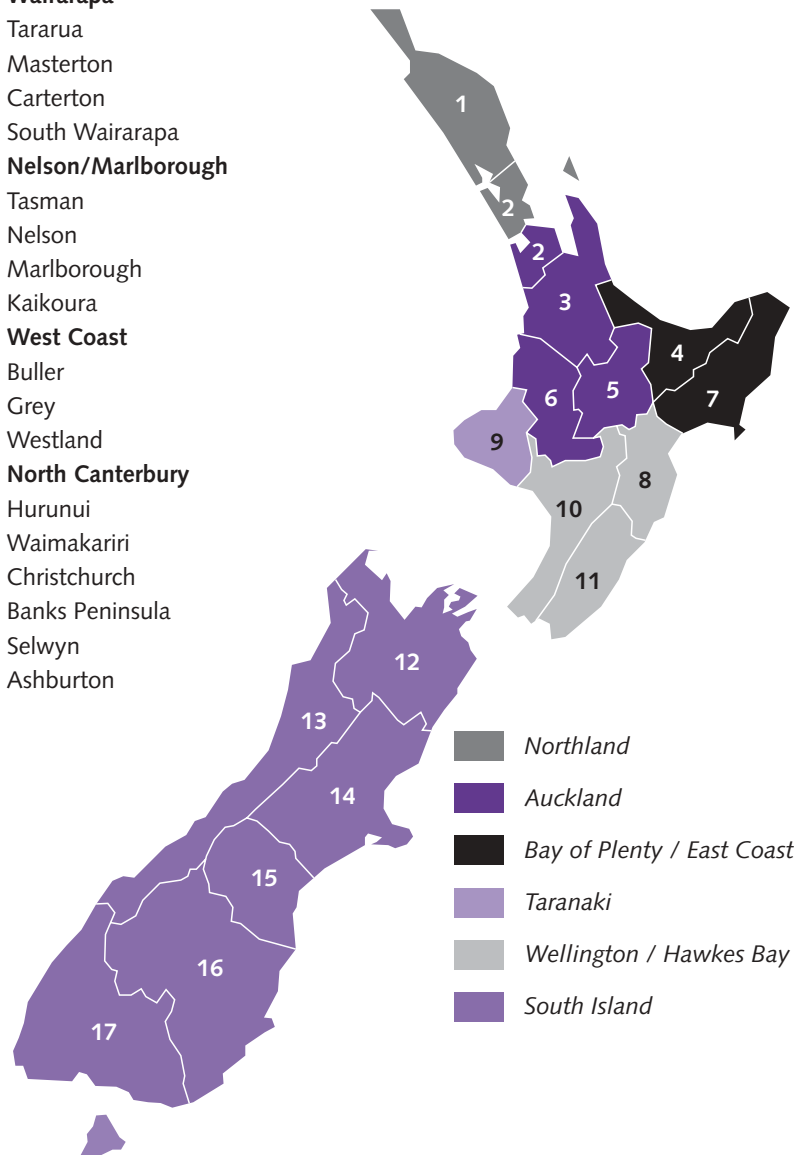 Wairarapa
Tararua
Masterton
Carterton
South Wairarapa
Nelson/Marlborough
Tasman
Nelson
Marlborough
Kaikoura
West Coast
Buller
Grey
Westland
North Canterbury
Hurunui
Waimakariri
Christchurch
Banks Peninsula
Selwyn
Ashburton
1
2
2
3
4
5
6
7
8
9
10
11
12
13
14
15
16
17
Northland
Auckland
Bay of Plenty / East Coast
Taranaki
Wellington / Hawkes Bay
South Island